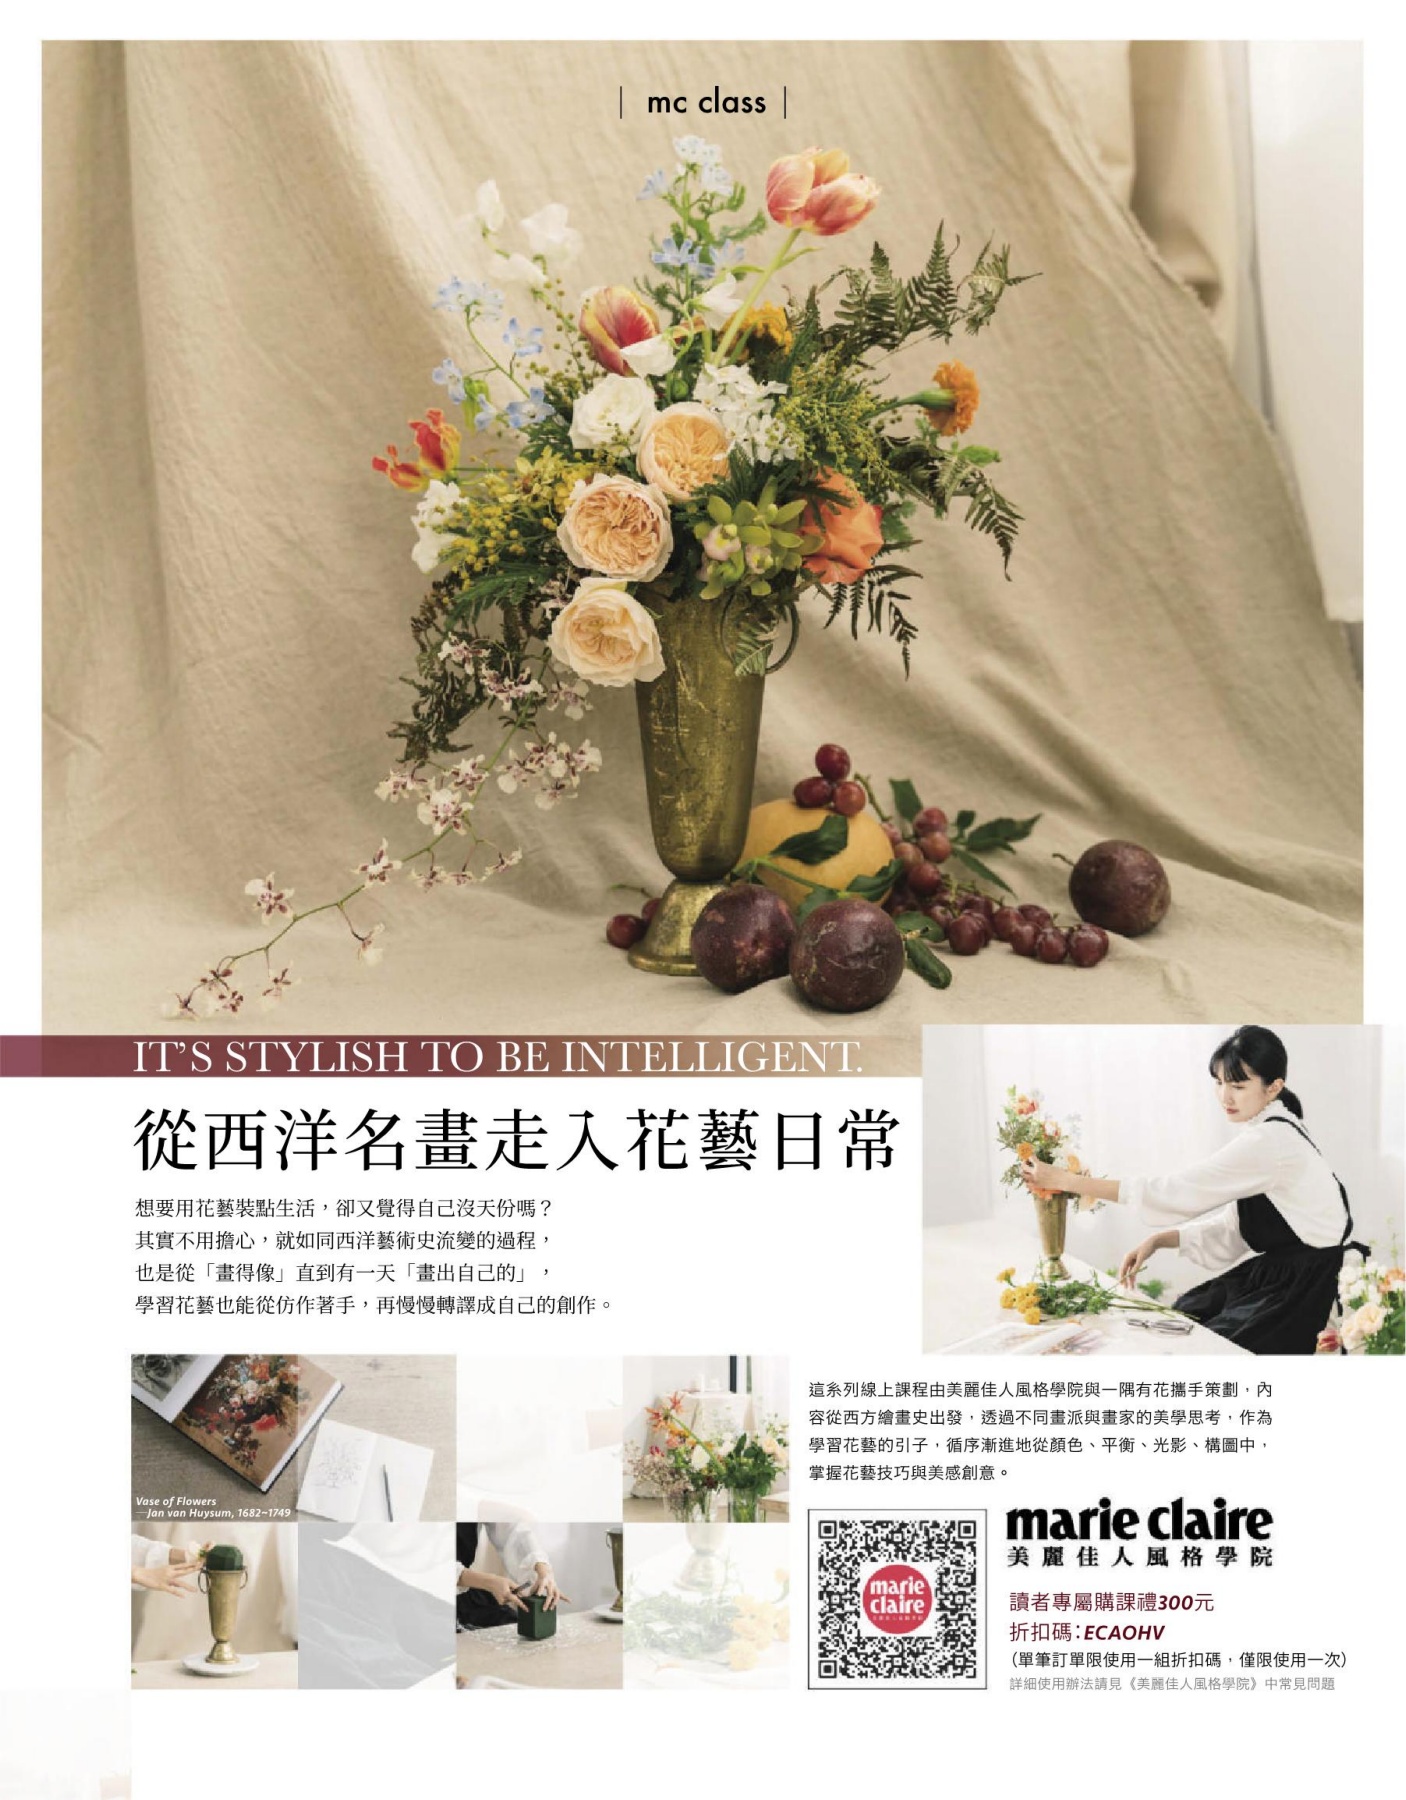 | mc class |
IT'S STYLISH TO BE INTELLIGENT.
從西洋名畫走入花藝日常
想要用花藝裝點生活，卻又覺得自己沒天份嗎？
其實不用擔心，就如同西洋藝術史流變的過程，
也是從「畫得像」直到有一天「畫出自己的」，
學習花藝也能從仿作著手，再慢慢轉譯成自己的創作。
Vase of Flowers
—Jan van Huysum, 1682~1749
這系列線上課程由美麗佳人風格學院與一隅有花攜手策劃，內
容從西方繪畫史出發，透過不同畫派與畫家的美學思考，作為
學習花藝的引子，循序漸進地從顏色、平衡、光影、構圖中，
掌握花藝技巧與美感創意。
marie
claire
marie claire
美麗佳人風格學院
讀者專屬購課禮300元
折扣碼：ECAOHV
（單筆訂單限使用一組折扣碼，僅限使用一次）
詳細使用辦法請見《美麗佳人風格學院》中常見問題